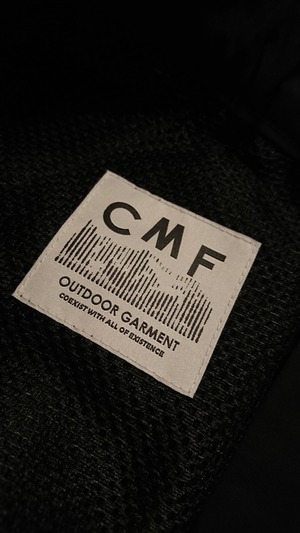 CMF
OUTDOOR GARMENT
COEXIST WITH ALL OF EXISTENCE